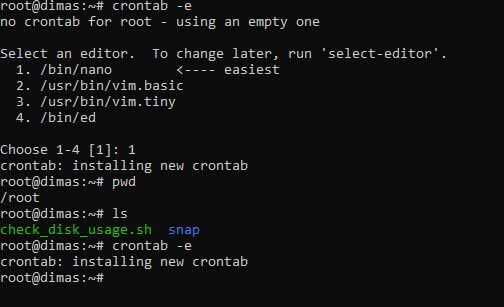 root@dimas:~# crontab -e
no crontab for root - using an empty one

Select an editor.  To change later, run 'select-editor'.
  1. /bin/nano        <---- easiest
  2. /usr/bin/vim.basic
  3. /usr/bin/vim.tiny
  4. /bin/ed

Choose 1-4 [1]: 1
crontab: installing new crontab
root@dimas:~# pwd
/root
root@dimas:~# ls
check_disk_usage.sh  snap
root@dimas:~# crontab -e
crontab: installing new crontab
root@dimas:~#